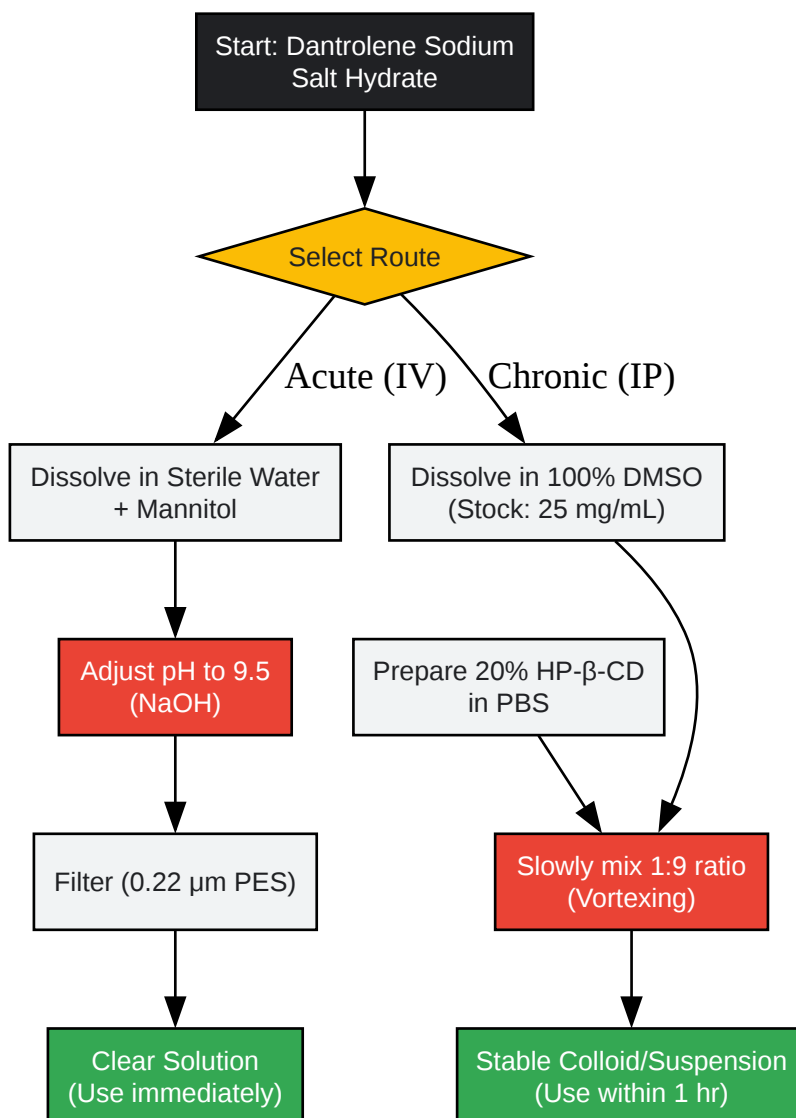 Start: Dantrolene Sodium
Salt Hydrate
Select Route
Acute (IV)
Chronic (IP)
Dissolve in Sterile Water
+ Mannitol
Dissolve in 100% DMSO
(Stock: 25 mg/mL)
Adjust pH to 9.5
(NaOH)
Prepare 20% HP-β-CD
in PBS
Filter (0.22 μm PES)
Slowly mix 1:9 ratio
(Vortexing)
Clear Solution
(Use immediately)
Stable Colloid/Suspension
(Use within 1 hr)